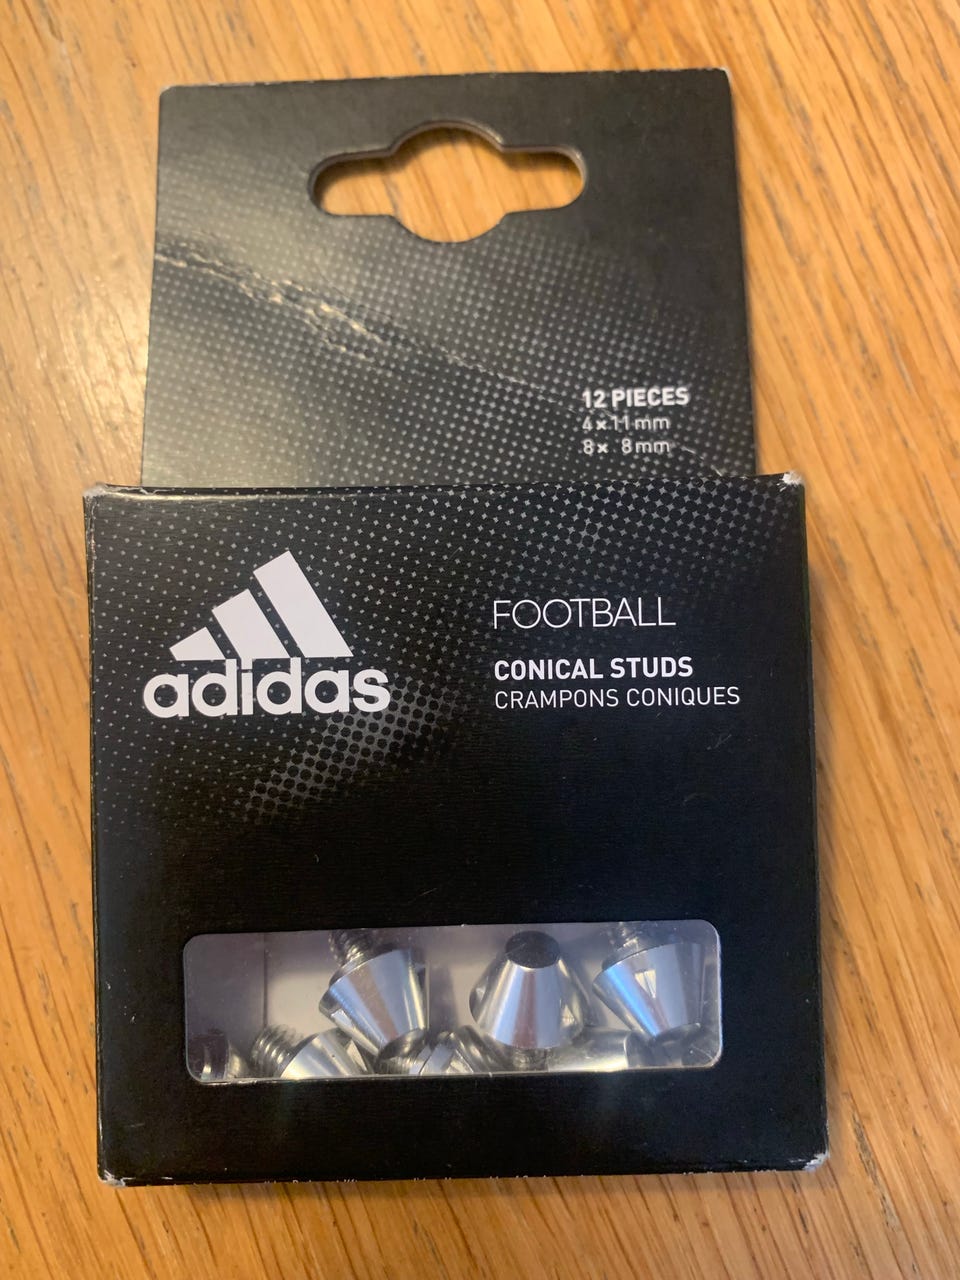 12 PIECES
4 x 11 mm
8 x 8 mm
adidas
FOOTBALL
CONICAL STUDS
CRAMPONS CONIQUES